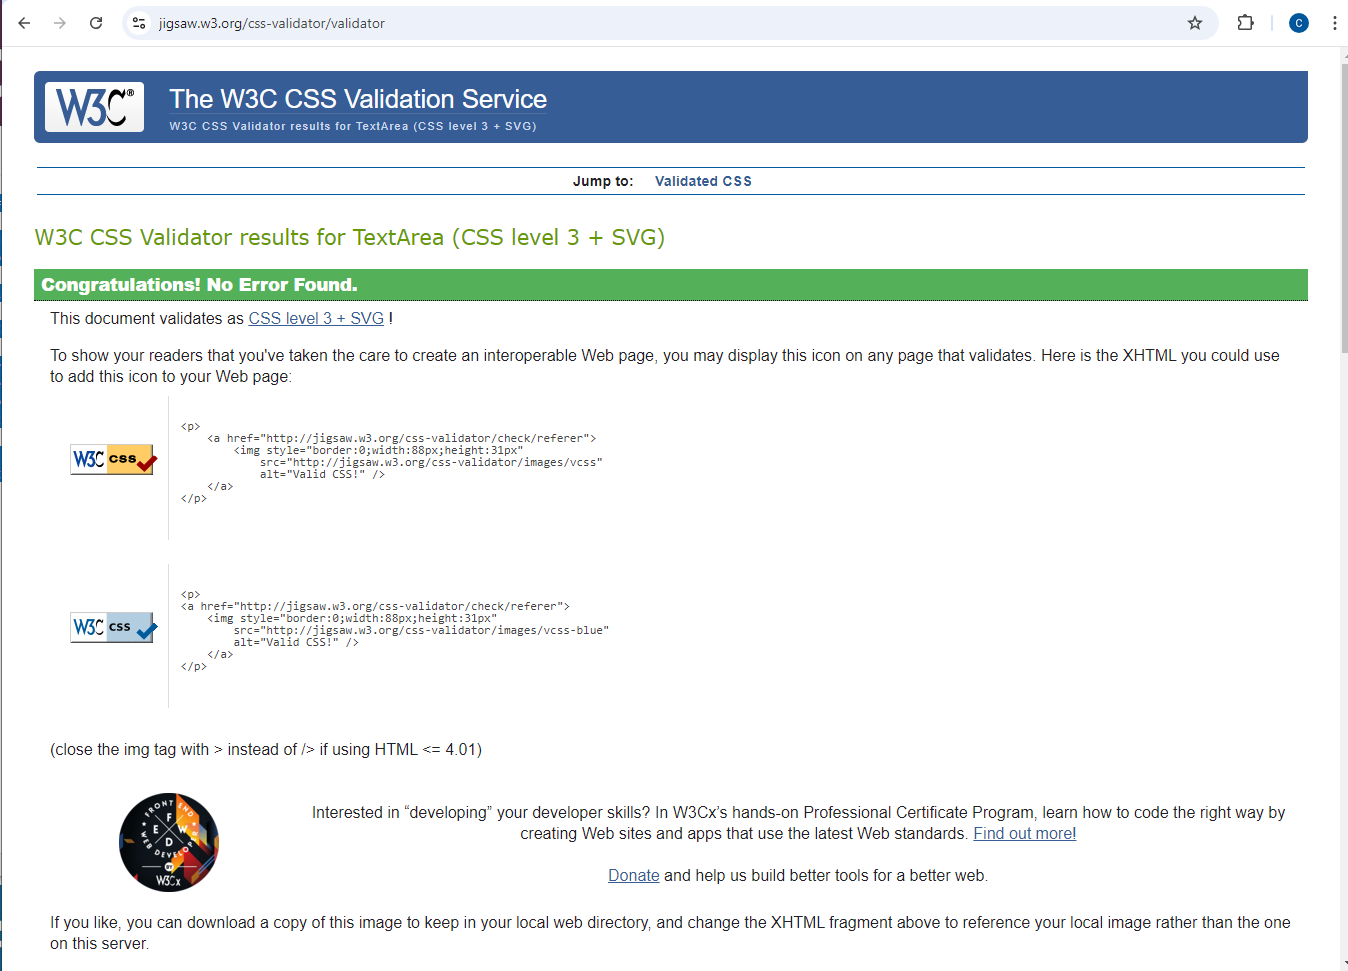 jigsaw.w3.org/css-validator/validator
C
W3C®
The W3C CSS Validation Service
W3C CSS Validator results for TextArea (CSS level 3 + SVG)
Jump to: Validated CSS
W3C CSS Validator results for TextArea (CSS level 3 + SVG)
Congratulations! No Error Found.
This document validates as CSS level 3 + SVG !
To show your readers that you've taken the care to create an interoperable Web page, you may display this icon on any page that validates. Here is the XHTML you could use
to add this icon to your Web page:
W3C CSS
<p>
    <a href="http://jigsaw.w3.org/css-validator/check/referer">
        <img style="border:0;width:88px;height:31px"
            src="http://jigsaw.w3.org/css-validator/images/vcss"
            alt="Valid CSS!" />
    </a>
</p>
W3C CSS
<p>
<a href="http://jigsaw.w3.org/css-validator/check/referer">
    <img style="border:0;width:88px;height:31px"
        src="http://jigsaw.w3.org/css-validator/images/vcss-blue"
        alt="Valid CSS!" />
    </a>
</p>
(close the img tag with > instead of /> if using HTML <= 4.01)
FRONT END
F
E W
D
WEB DEVELOPER
BY
W3Cx
Interested in “developing” your developer skills? In W3Cx’s hands-on Professional Certificate Program, learn how to code the right way by
creating Web sites and apps that use the latest Web standards. Find out more!
Donate and help us build better tools for a better web.
If you like, you can download a copy of this image to keep in your local web directory, and change the XHTML fragment above to reference your local image rather than the one
on this server.